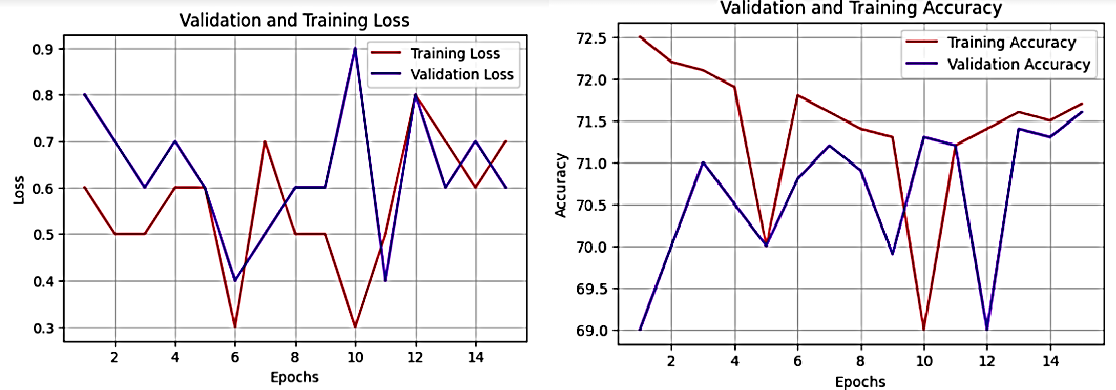 Validation and Training Loss
Training Loss
Validation Loss
0.9
0.8
0.7
0.6
0.5
0.4
0.3
Loss
2 4 6 8 10 12 14
Epochs
Validation and Training Accuracy
Training Accuracy
Validation Accuracy
72.5
72.0
71.5
71.0
70.5
70.0
69.5
69.0
Accuracy
2 4 6 8 10 12 14
Epochs